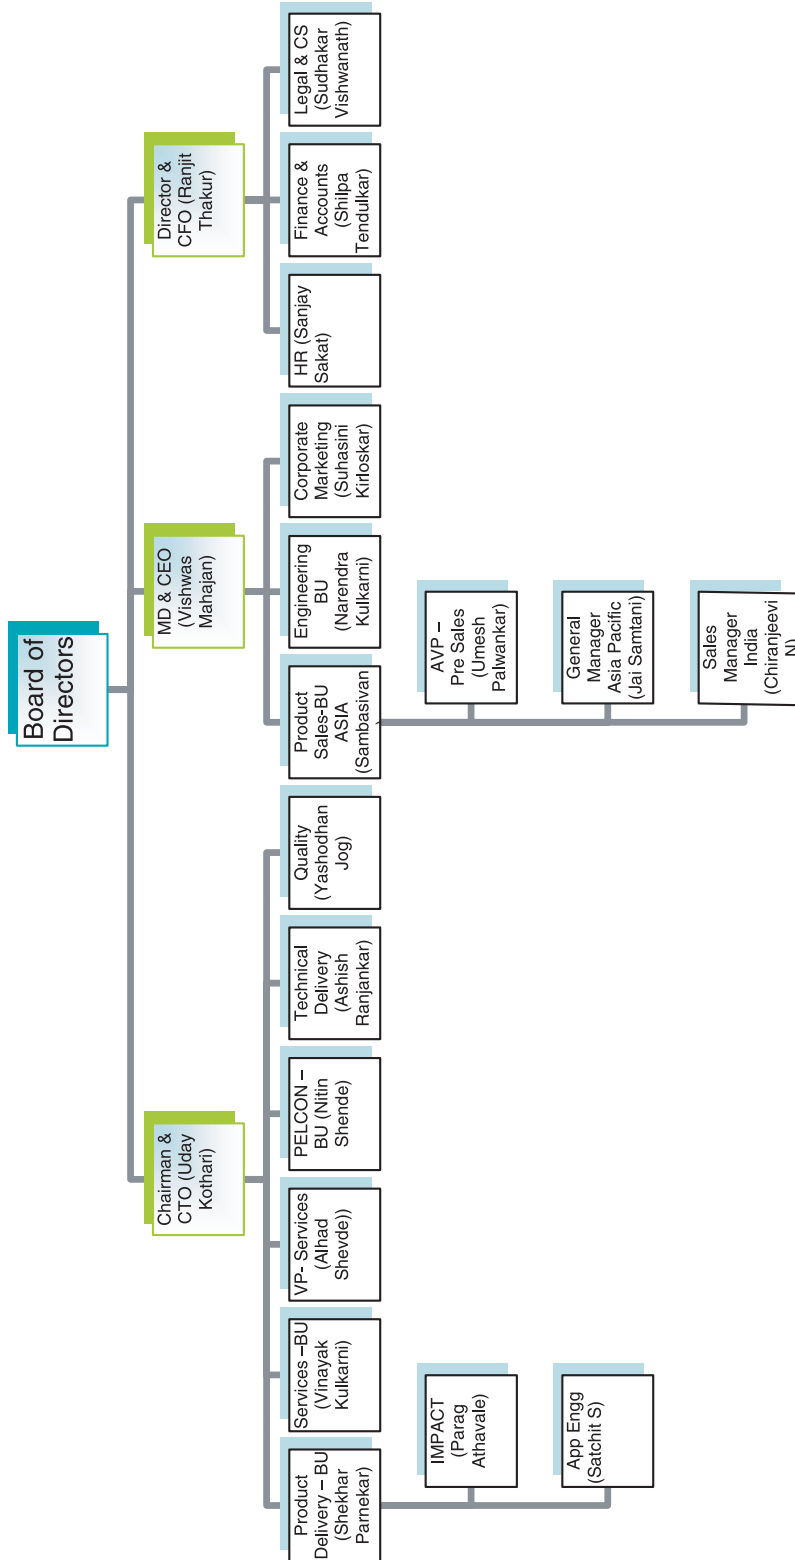 Board of
Directors
Chairman &
CTO (Uday
Kothari)
MD & CEO
(Vishwas
Mahajan)
Director &
CFO (Ranjit
Thakur)
Product
Delivery – BU
(Shekhar
Parnekar)
Services –BU
(Vinayak
Kulkarni)
VP- Services
(Alhad
Shevde))
PELCON –
BU (Nitin
Shende)
Technical
Delivery
(Ashish
Ranjankar)
Quality
(Yashodhan
Jog)
Product
Sales-BU
ASIA
(Sambasivan
Engineering
BU
(Narendra
Kulkarni)
Corporate
Marketing
(Suhasini
Kirloskar)
HR (Sanjay
Sakat)
Finance &
Accounts
(Shilpa
Tendulkar)
Legal & CS
(Sudhakar
Vishwanath)
IMPACT
(Parag
Athavale)
App Engg
(Satchit S)
AVP –
Pre Sales
(Umesh
Palwankar)
General
Manager
Asia Pacific
(Jai Samtani)
Sales
Manager
India
(Chiranjeevi
N)